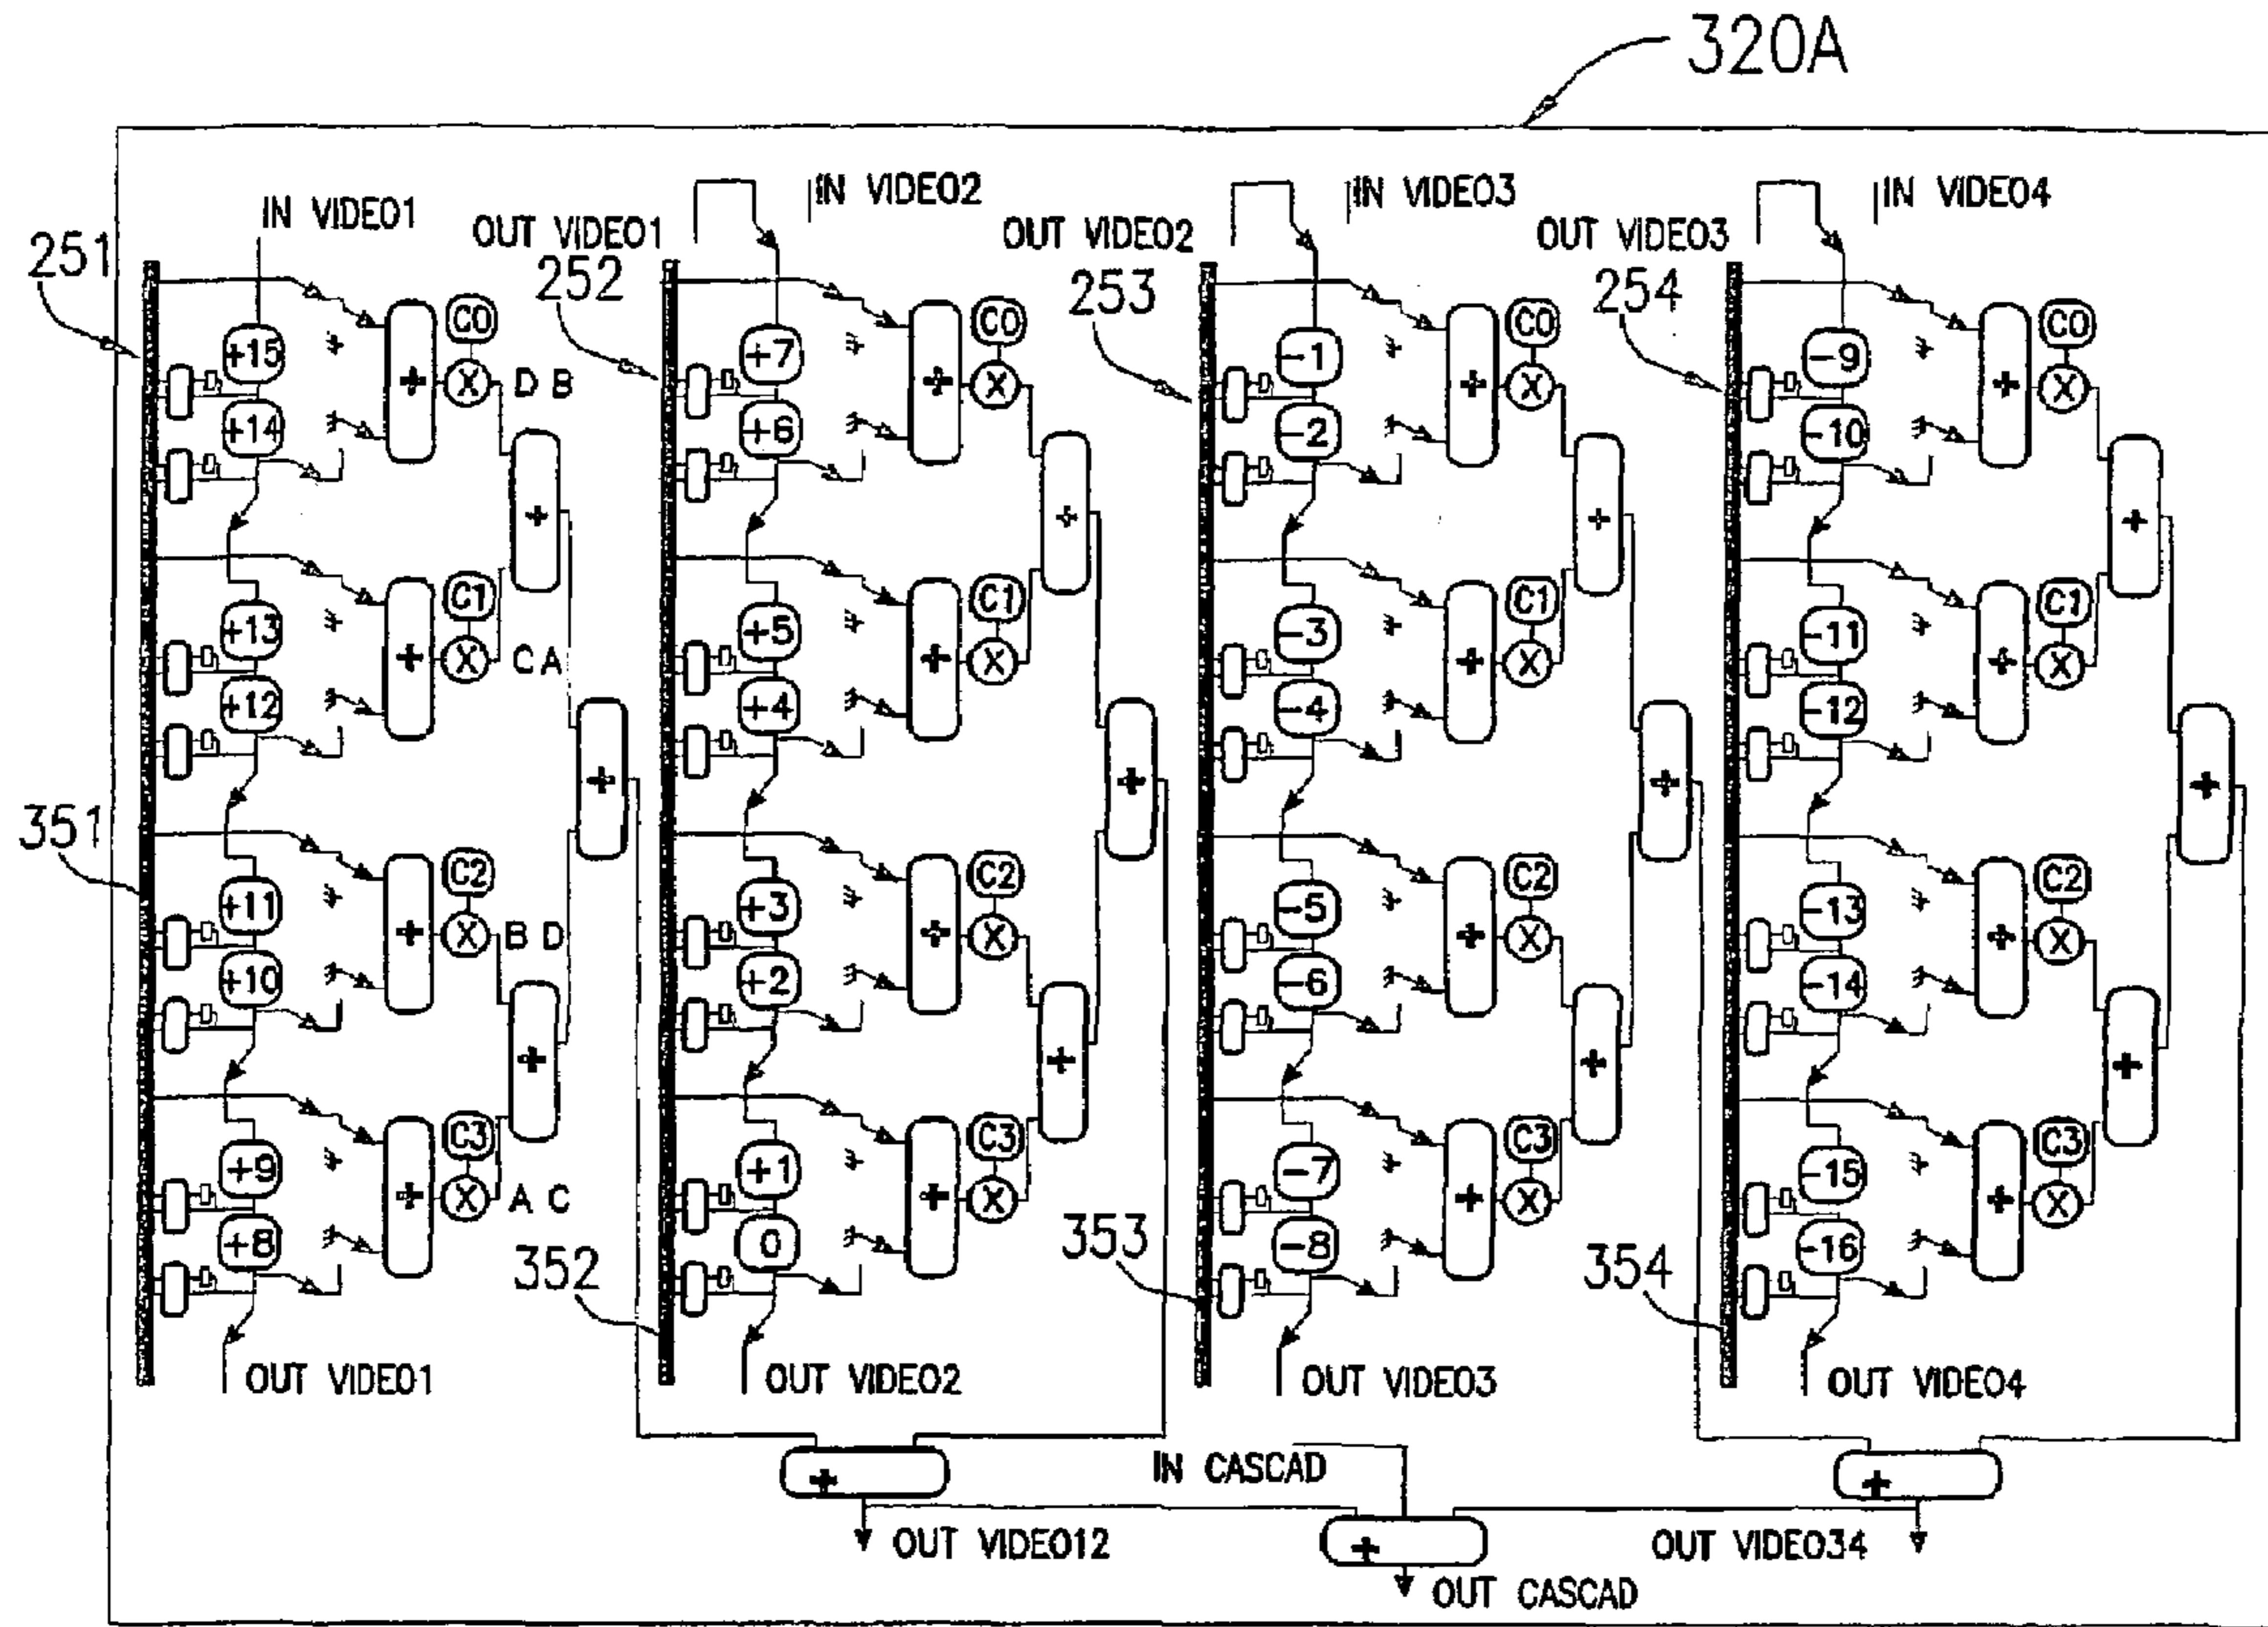 320A
IN VIDEO1
OUT VIDEO1
IN VIDEO2
OUT VIDEO2
IN VIDEO3
OUT VIDEO3
IN VIDEO4
251
252
253
254
C0
C0
C0
C0
+15
+7
-1
-9
+
X
D B
+
X
+
X
+
X
+14
+6
-2
-10
+
+
+
+
C1
C1
C1
C1
+13
+5
-3
-11
+
X
C A
+
X
+
X
+
X
+12
+4
-4
-12
+
+
+
+
351
C2
C2
C2
C2
+11
+3
-5
-13
+
X
B D
+
X
+
X
+
X
+10
+2
-6
-14
+
+
+
+
C3
C3
C3
C3
+9
+1
-7
-15
+
X
A C
+
X
+
X
+
X
+8
0
-8
-16
352
353
354
OUT VIDEO1
OUT VIDEO2
OUT VIDEO3
OUT VIDEO4
+
IN CASCAD
+
OUT VIDEO12
+
OUT VIDEO34
OUT CASCAD